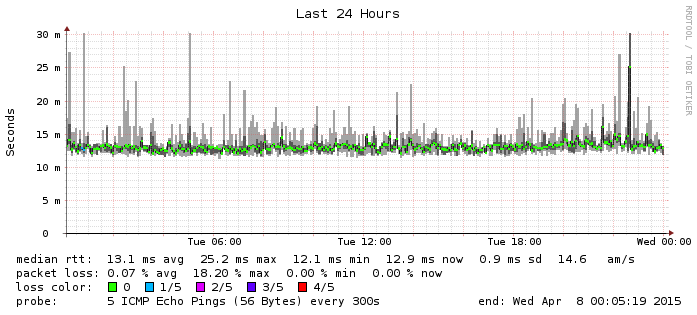 Last 24 Hours
RRDTOOL / TOBI OETIKER
Seconds
30 m
25 m
20 m
15 m
10 m
5 m
0
Tue 06:00 Tue 12:00 Tue 18:00 Wed 00:00
median rtt: 13.1 ms avg 25.2 ms max 12.1 ms min 12.9 ms now 0.9 ms sd 14.6 am/s
packet loss: 0.07 % avg 18.20 % max 0.00 % min 0.00 % now
loss color: 0 1/5 2/5 3/5 4/5
probe: 5 ICMP Echo Pings (56 Bytes) every 300s end: Wed Apr 8 00:05:19 2015